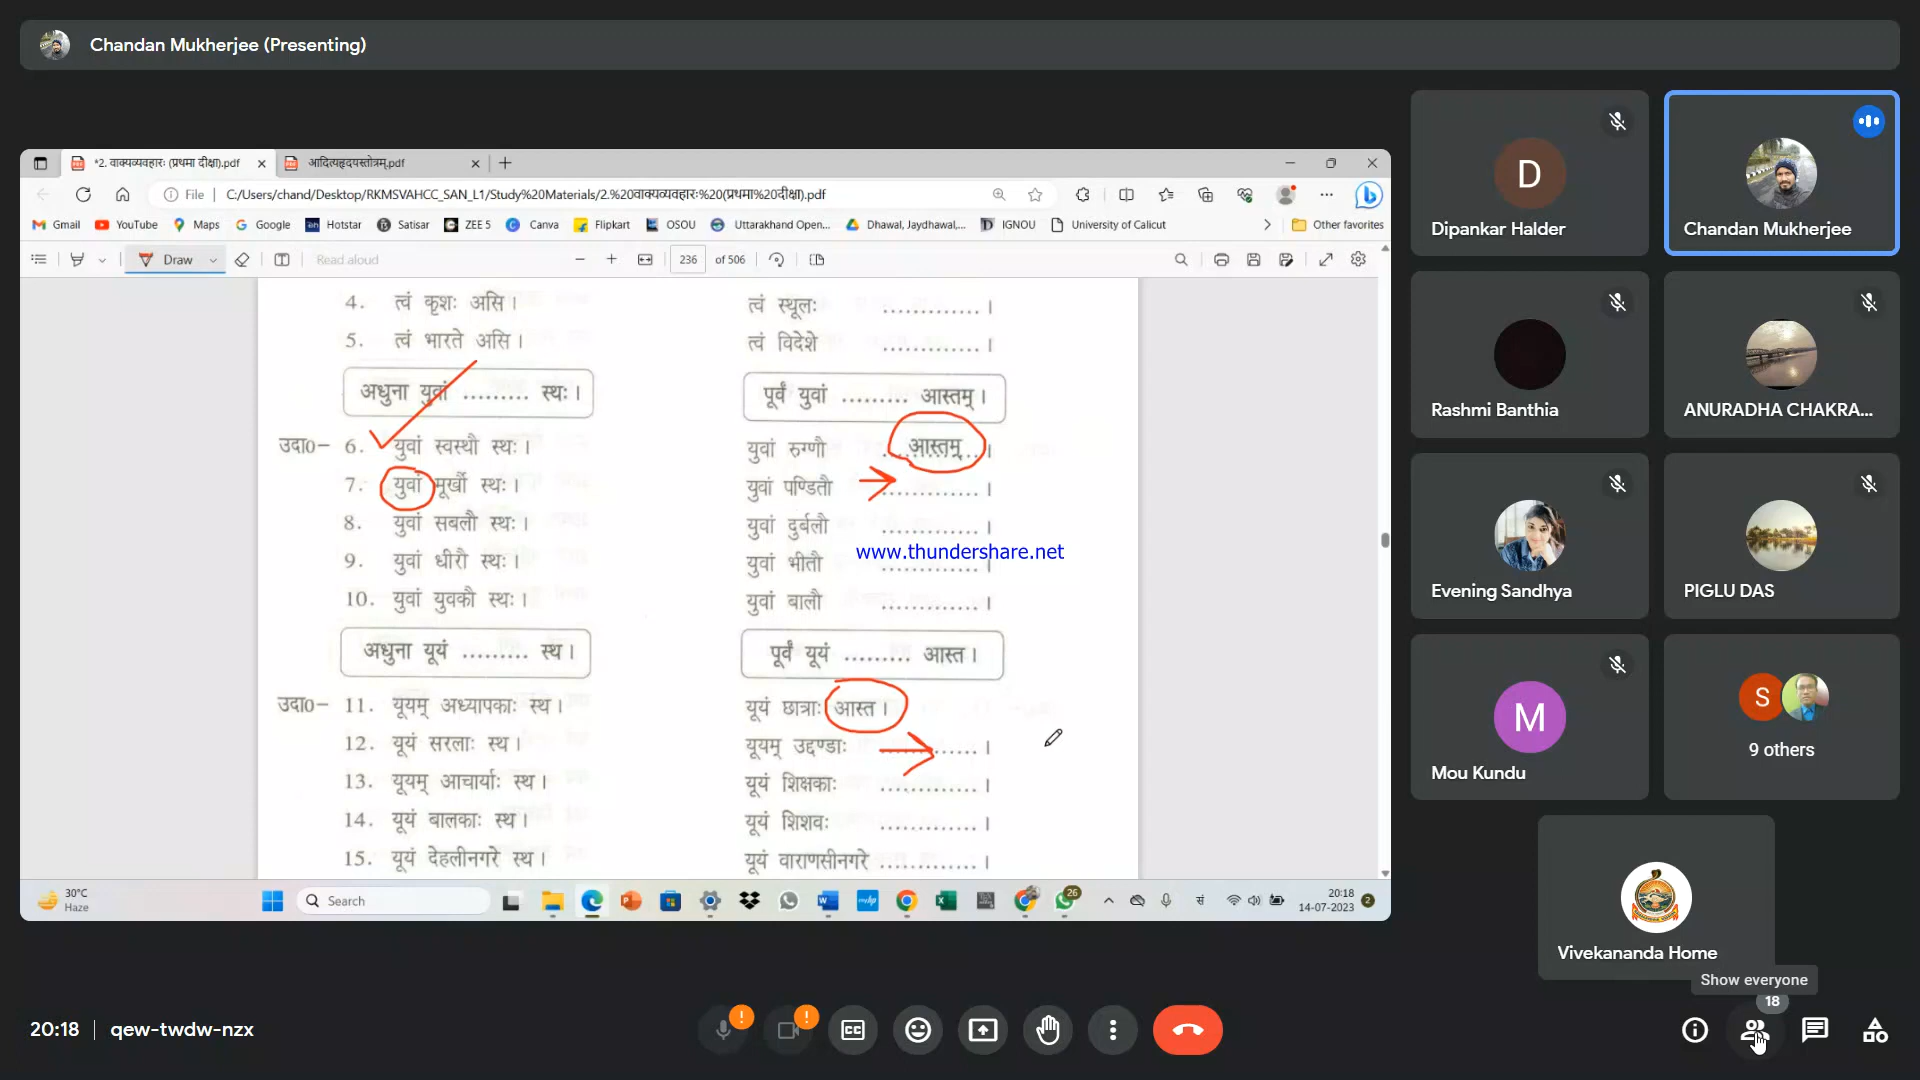 Chandan Mukherjee (Presenting)
*2. वाक्यव्यवहारः (प्रथमा दीक्षा).pdf
आदित्यहृदयस्तोत्रम्.pdf
File
C:/Users/chand/Desktop/RKMSVAHCC_SAN_L1/Study%20Materials/2.%20वाक्यव्यवहारः%20(प्रथमा%20दीक्षा).pdf
Gmail YouTube Maps Google Hotstar Satisar ZEE 5 Canva Flipkart OSOU Uttarakhand Open... Dhawal, Jaydhawal,... IGNOU University of Calicut Other favorites
Draw Read aloud 236 of 506
4. त्वं कृशः असि । त्वं स्थूलः ............. ।
5. त्वं भारते असि । त्वं विदेशे ............. ।
अधुना युवां ......... स्थः । पूर्वं युवां ......... आस्तम् ।
उदा०– 6. युवां स्वस्थौ स्थः । युवां रुग्णौ आस्तम् ।
7. युवां मूर्खौ स्थः । युवां पण्डितौ ............. ।
8. युवां सबलौ स्थः । युवां दुर्बलौ ............. ।
www.thundershare.net
9. युवां धीरौ स्थः । युवां भीतौ ............. ।
10. युवां युवकौ स्थः । युवां बालौ ............. ।
अधुना यूयं ......... स्थ । पूर्वं यूयं ......... आस्त ।
उदा०– 11. यूयम् अध्यापकाः स्थ । यूयं छात्राः आस्त ।
12. यूयं सरलाः स्थ । यूयम् उद्दण्डाः ............. ।
13. यूयम् आचार्याः स्थ । यूयं शिक्षकाः ............. ।
14. यूयं बालकाः स्थ । यूयं शिशवः ............. ।
15. यूयं देहलीनगरे स्थ । यूयं वाराणसीनगरे ............. ।
30°C
Haze
Search
26
सं
20:18
14-07-2023
2
D
Dipankar Halder
Chandan Mukherjee
Rashmi Banthia
ANURADHA CHAKRA...
Evening Sandhya
PIGLU DAS
M
Mou Kundu
S
9 others
Vivekananda Home
Show everyone
18
20:18 | qew-twdw-nzx